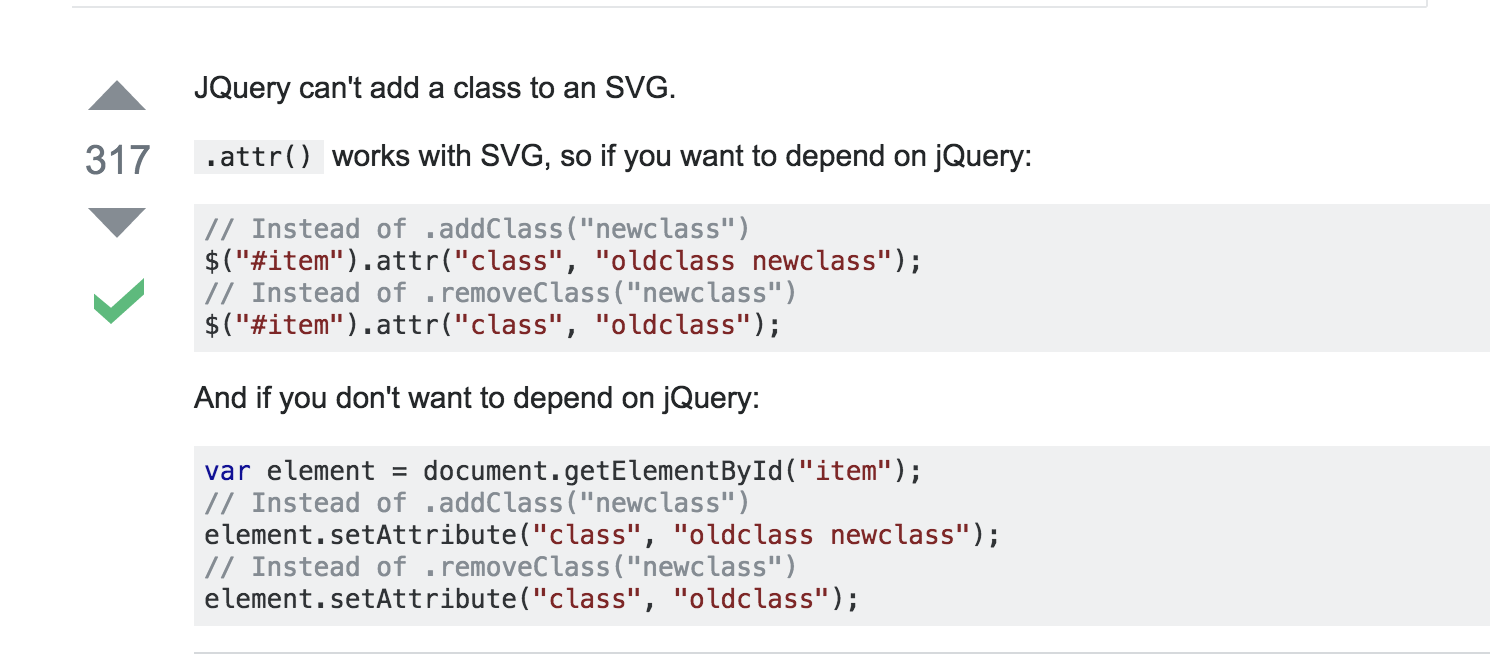 JQuery can't add a class to an SVG.
317
.attr() works with SVG, so if you want to depend on jQuery:
// Instead of .addClass("newclass")
$("#item").attr("class", "oldclass newclass");
// Instead of .removeClass("newclass")
$("#item").attr("class", "oldclass");
And if you don't want to depend on jQuery:
var element = document.getElementById("item");
// Instead of .addClass("newclass")
element.setAttribute("class", "oldclass newclass");
// Instead of .removeClass("newclass")
element.setAttribute("class", "oldclass");